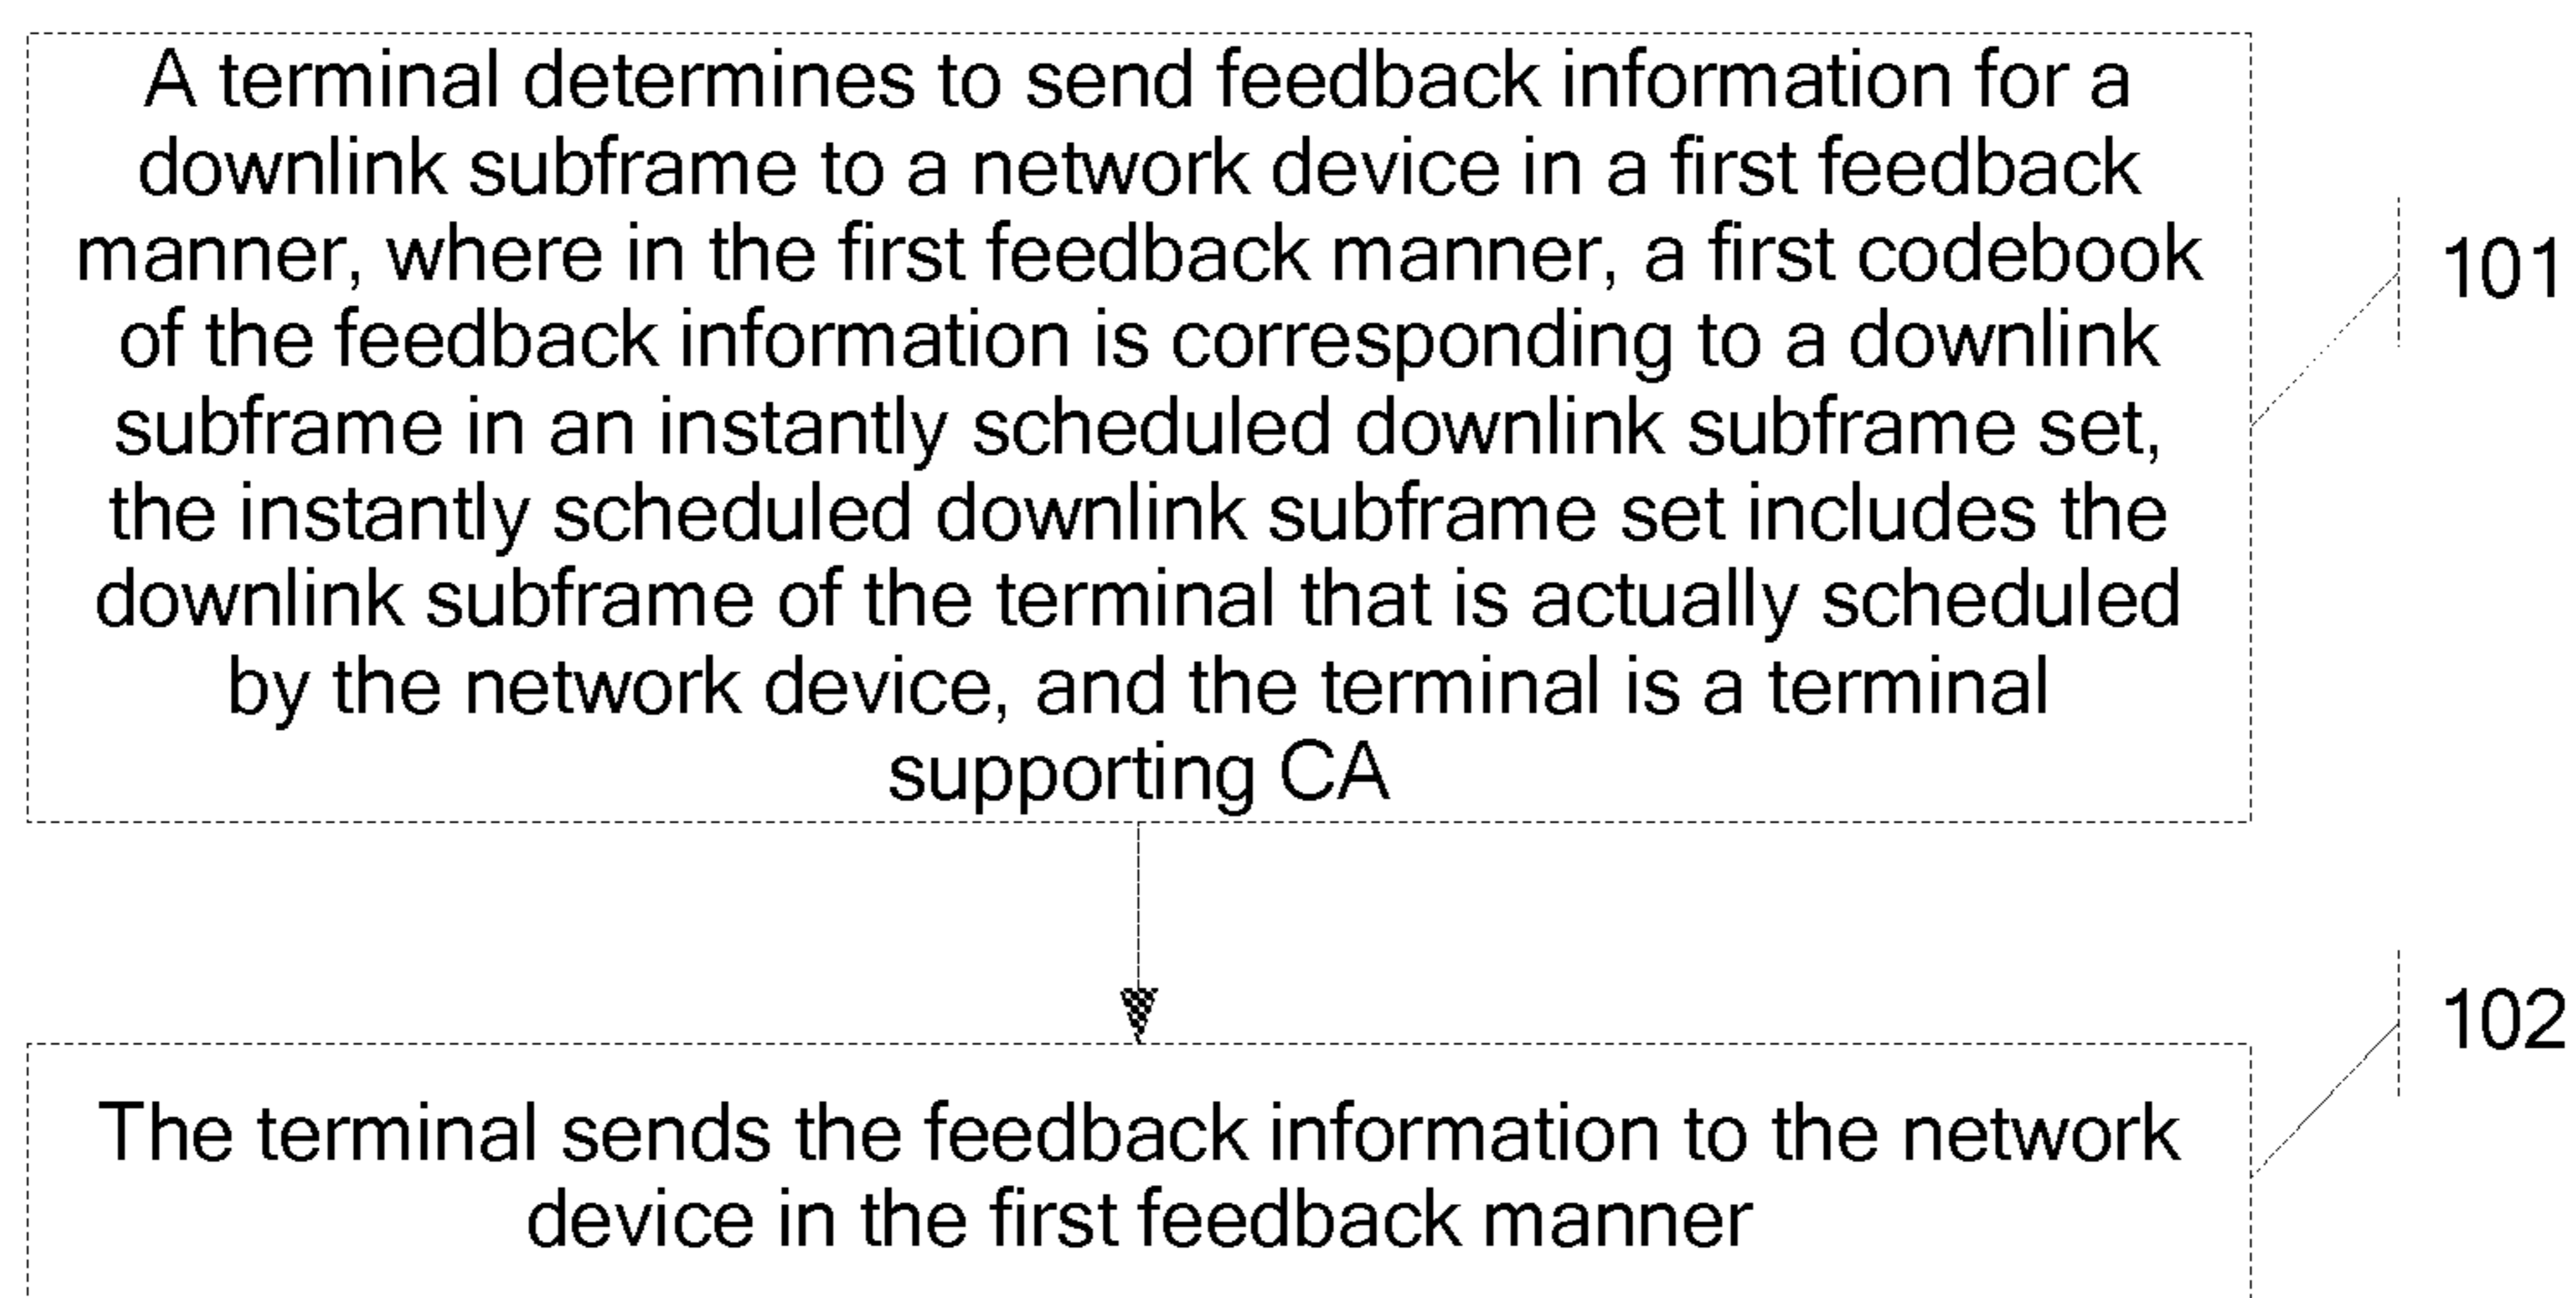 A terminal determines to send feedback information for a
downlink subframe to a network device in a first feedback
manner, where in the first feedback manner, a first codebook
of the feedback information is corresponding to a downlink
subframe in an instantly scheduled downlink subframe set,
the instantly scheduled downlink subframe set includes the
downlink subframe of the terminal that is actually scheduled
by the network device, and the terminal is a terminal
supporting CA
101
The terminal sends the feedback information to the network
device in the first feedback manner
102